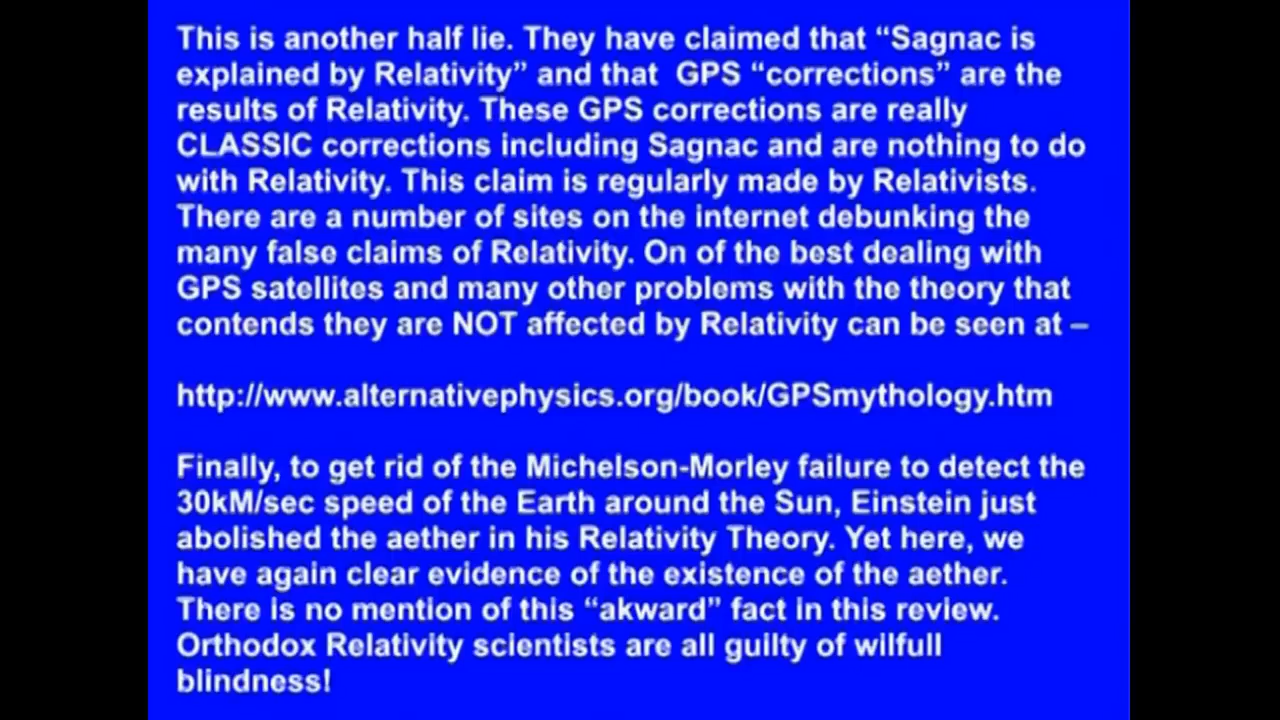 This is another half lie. They have claimed that “Sagnac is
explained by Relativity” and that  GPS “corrections” are the
results of Relativity. These GPS corrections are really
CLASSIC corrections including Sagnac and are nothing to do
with Relativity. This claim is regularly made by Relativists.
There are a number of sites on the internet debunking the
many false claims of Relativity. On of the best dealing with
GPS satellites and many other problems with the theory that
contends they are NOT affected by Relativity can be seen at –
http://www.alternativephysics.org/book/GPSmythology.htm
Finally, to get rid of the Michelson-Morley failure to detect the
30kM/sec speed of the Earth around the Sun, Einstein just
abolished the aether in his Relativity Theory. Yet here, we
have again clear evidence of the existence of the aether.
There is no mention of this “akward” fact in this review.
Orthodox Relativity scientists are all guilty of wilfull
blindness!